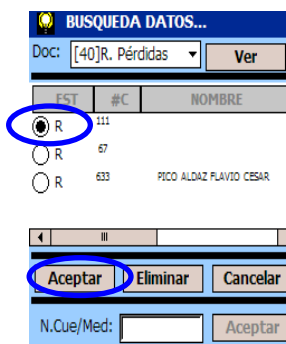 BUSQUEDA DATOS...
Doc: [40]R. Pérdidas Ver
EST #C NOMBRE
R 111
R 67
R 633 PICO ALDAZ FLAVIO CESAR
Aceptar Eliminar Cancelar
N.Cue/Med: Aceptar